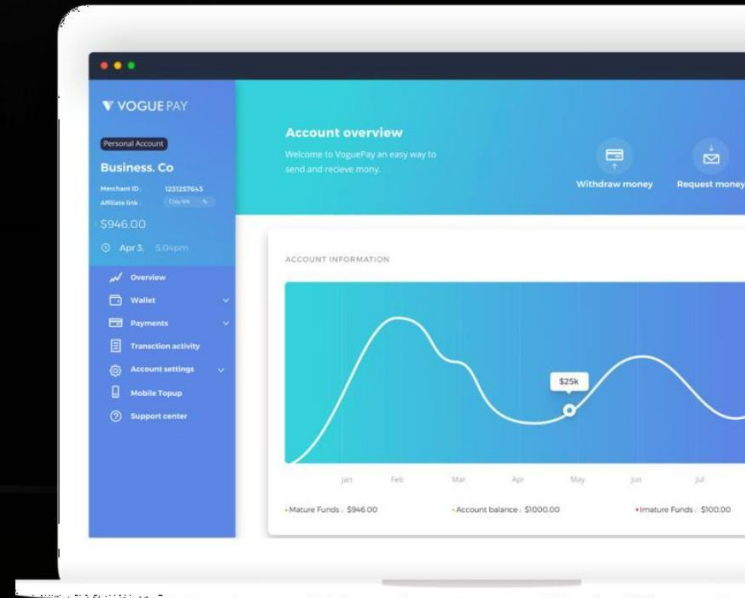 VOGUEPAY
Personal Account
Business. Co
Merchant ID : 1231257643
Affiliate link :
$946.00
Apr 3, 5.04pm
Overview
Wallet
Payments
Transction activity
Account settings
Mobile Topup
Support center
Account overview
Welcome to VoguePay an easy way to
send and recieve mony.
Withdraw money Request money
ACCOUNT INFORMATION
$25k
Jan Feb Mar Apr May Jun Jul
Mature Funds : $946.00 Account balance : $1000.00 Imature Funds : $100.00